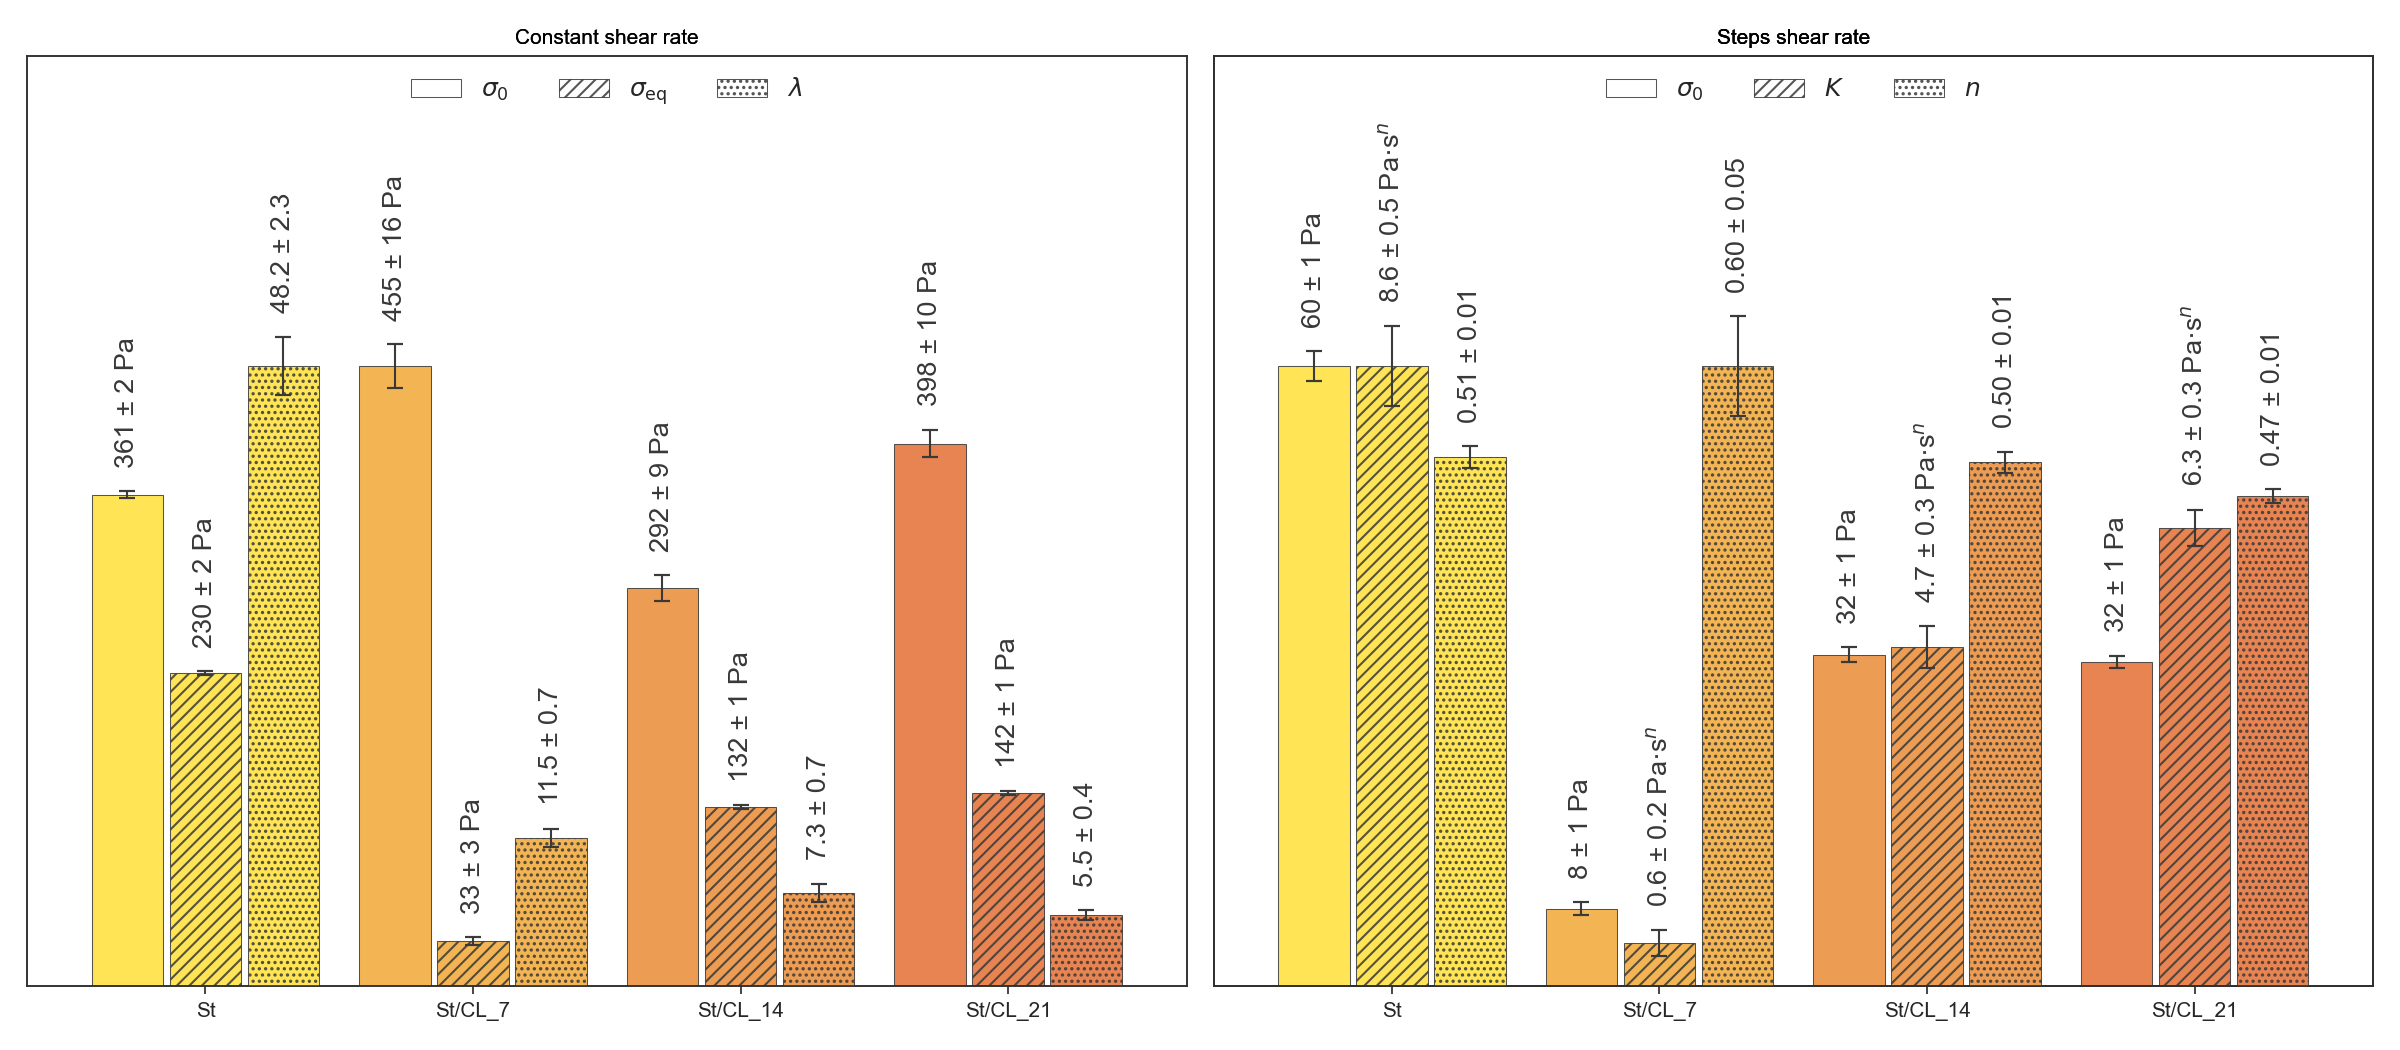 Constant shear rate
σ₀ σ_eq λ
361 ± 2 Pa
230 ± 2 Pa
48.2 ± 2.3
455 ± 16 Pa
33 ± 3 Pa
11.5 ± 0.7
292 ± 9 Pa
132 ± 1 Pa
7.3 ± 0.7
398 ± 10 Pa
142 ± 1 Pa
5.5 ± 0.4
St St/CL_7 St/CL_14 St/CL_21
Steps shear rate
σ₀ K n
60 ± 1 Pa
8.6 ± 0.5 Pa·sⁿ
0.51 ± 0.01
8 ± 1 Pa
0.6 ± 0.2 Pa·sⁿ
0.60 ± 0.05
32 ± 1 Pa
4.7 ± 0.3 Pa·sⁿ
0.50 ± 0.01
32 ± 1 Pa
6.3 ± 0.3 Pa·sⁿ
0.47 ± 0.01
St St/CL_7 St/CL_14 St/CL_21